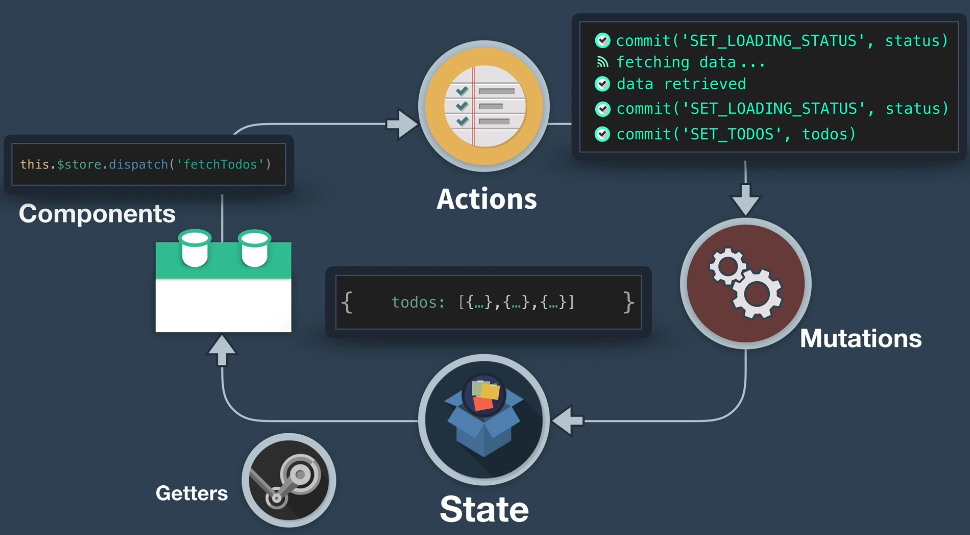 commit('SET_LOADING_STATUS', status)
fetching data...
data retrieved
commit('SET_LOADING_STATUS', status)
commit('SET_TODOS', todos)
this.$store.dispatch('fetchTodos')
Actions
Components
{ todos: [{…},{…},{…}] }
Mutations
Getters
State